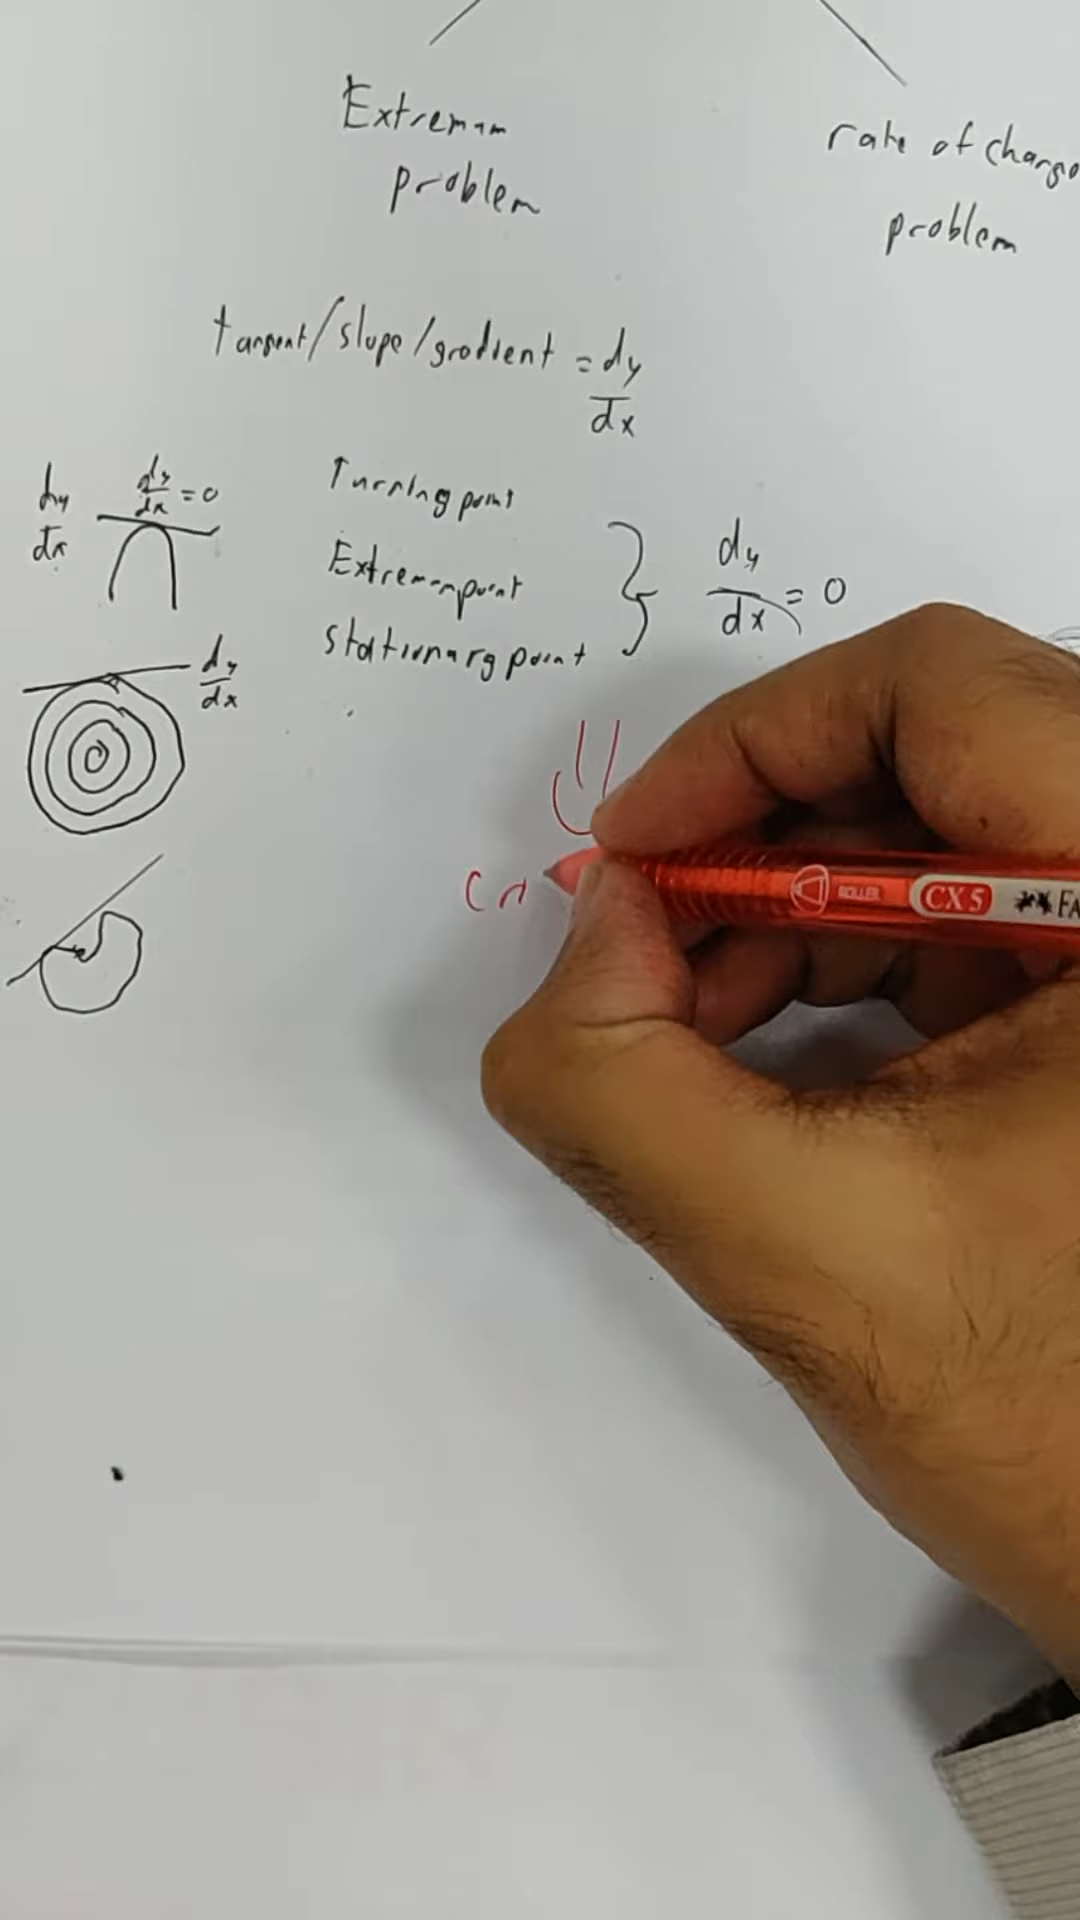 Extremum
problem
rate of change
problem
tangent/slope/gradient = dy
dx
dy
dx
dy
dx = 0
Turning point
Extremum point
Stationary point
dy
dx = 0
dy
dx
ROLLER
CX5
FA